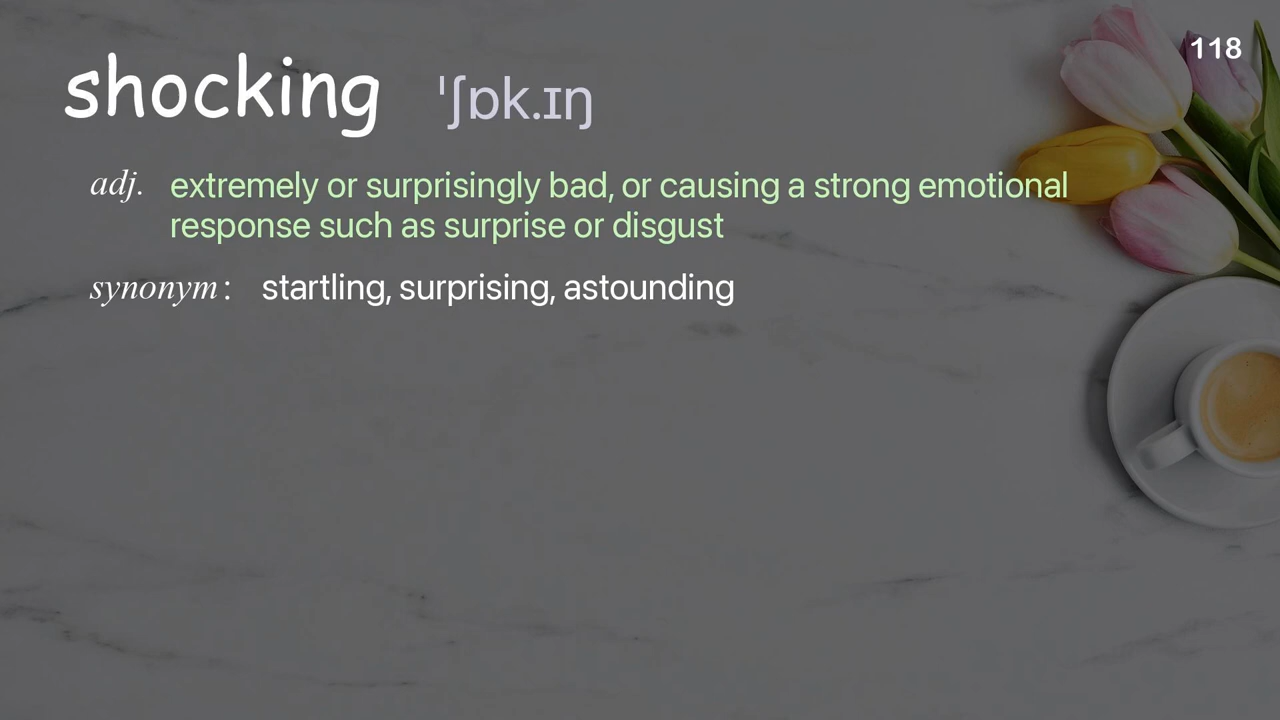 118
shocking ˈʃɒk.ɪŋ
adj. extremely or surprisingly bad, or causing a strong emotional
response such as surprise or disgust
synonym: startling, surprising, astounding